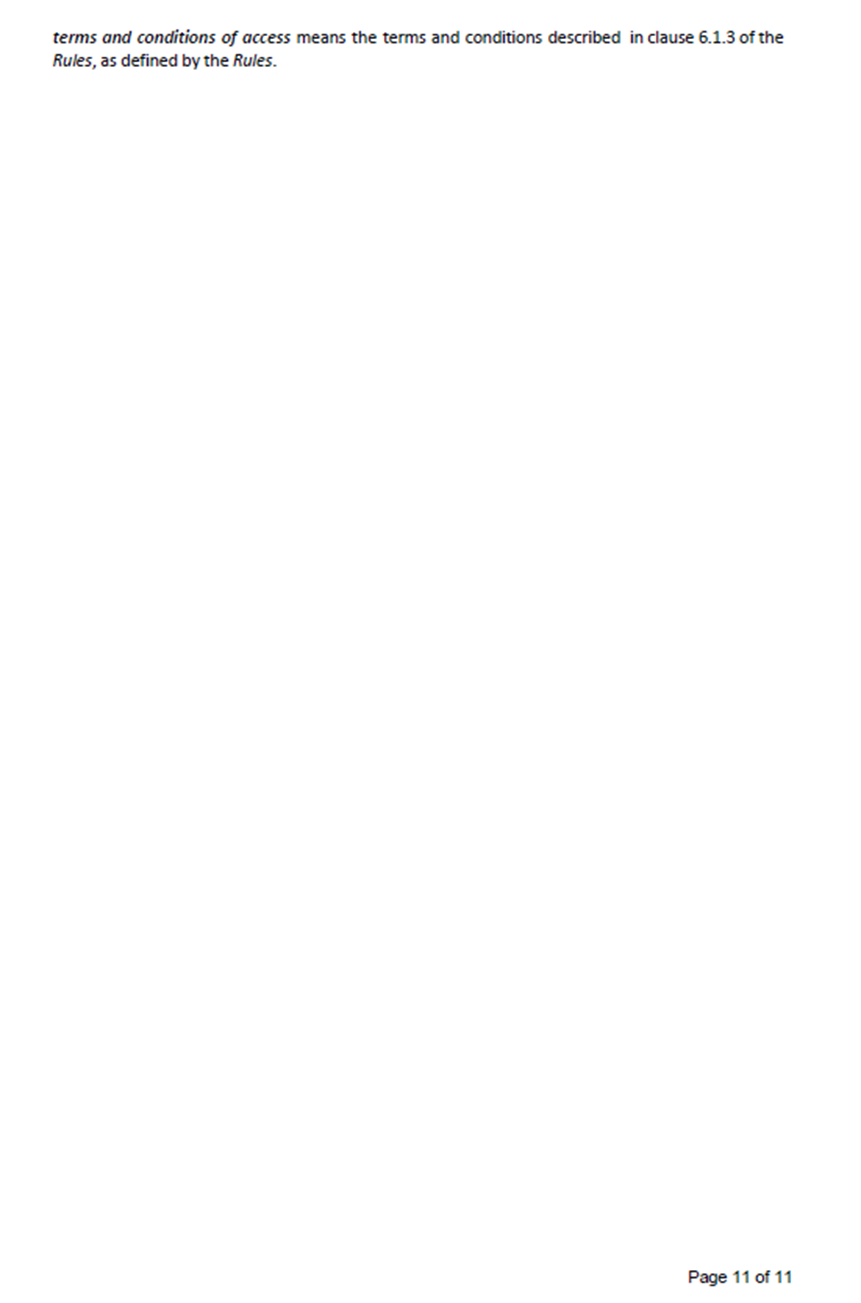 terms and conditions of access means the terms and conditions described in clause 6.1.3 of the
Rules, as defined by the Rules.
Page 11 of 11